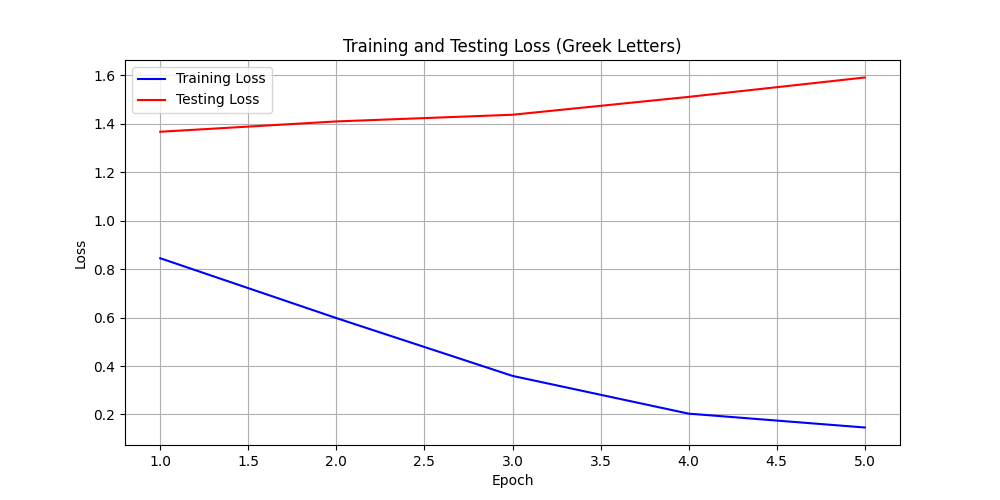 Training and Testing Loss (Greek Letters)
Training Loss
Testing Loss
1.6
1.4
1.2
1.0
0.8
0.6
0.4
0.2
Loss
1.0 1.5 2.0 2.5 3.0 3.5 4.0 4.5 5.0
Epoch